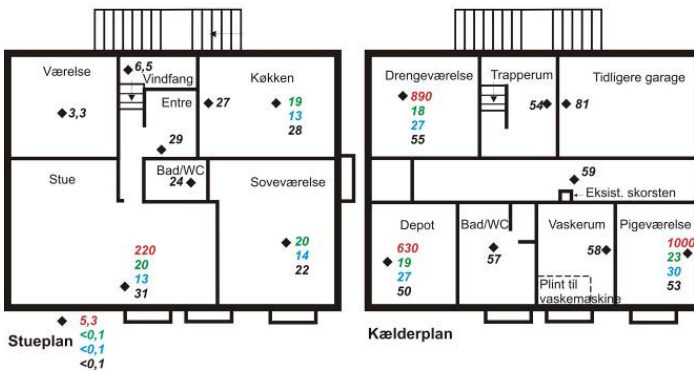 Værelse
6,5
Vindfang
Køkken
3,3
Entre
27
19
13
28
29
Stue
Bad/WC
24
Soveværelse
220
20
13
31
20
14
22
5,3
<0,1
<0,1
<0,1
Stueplan
Drengeværelse
Trapperum
Tidligere garage
890
18
27
55
54
81
59
Eksist. skorsten
Depot
Bad/WC
Vaskerum
Pigeværelse
630
19
27
50
57
58
1000
23
30
53
Plint til
vaskemaskine
Kælderplan